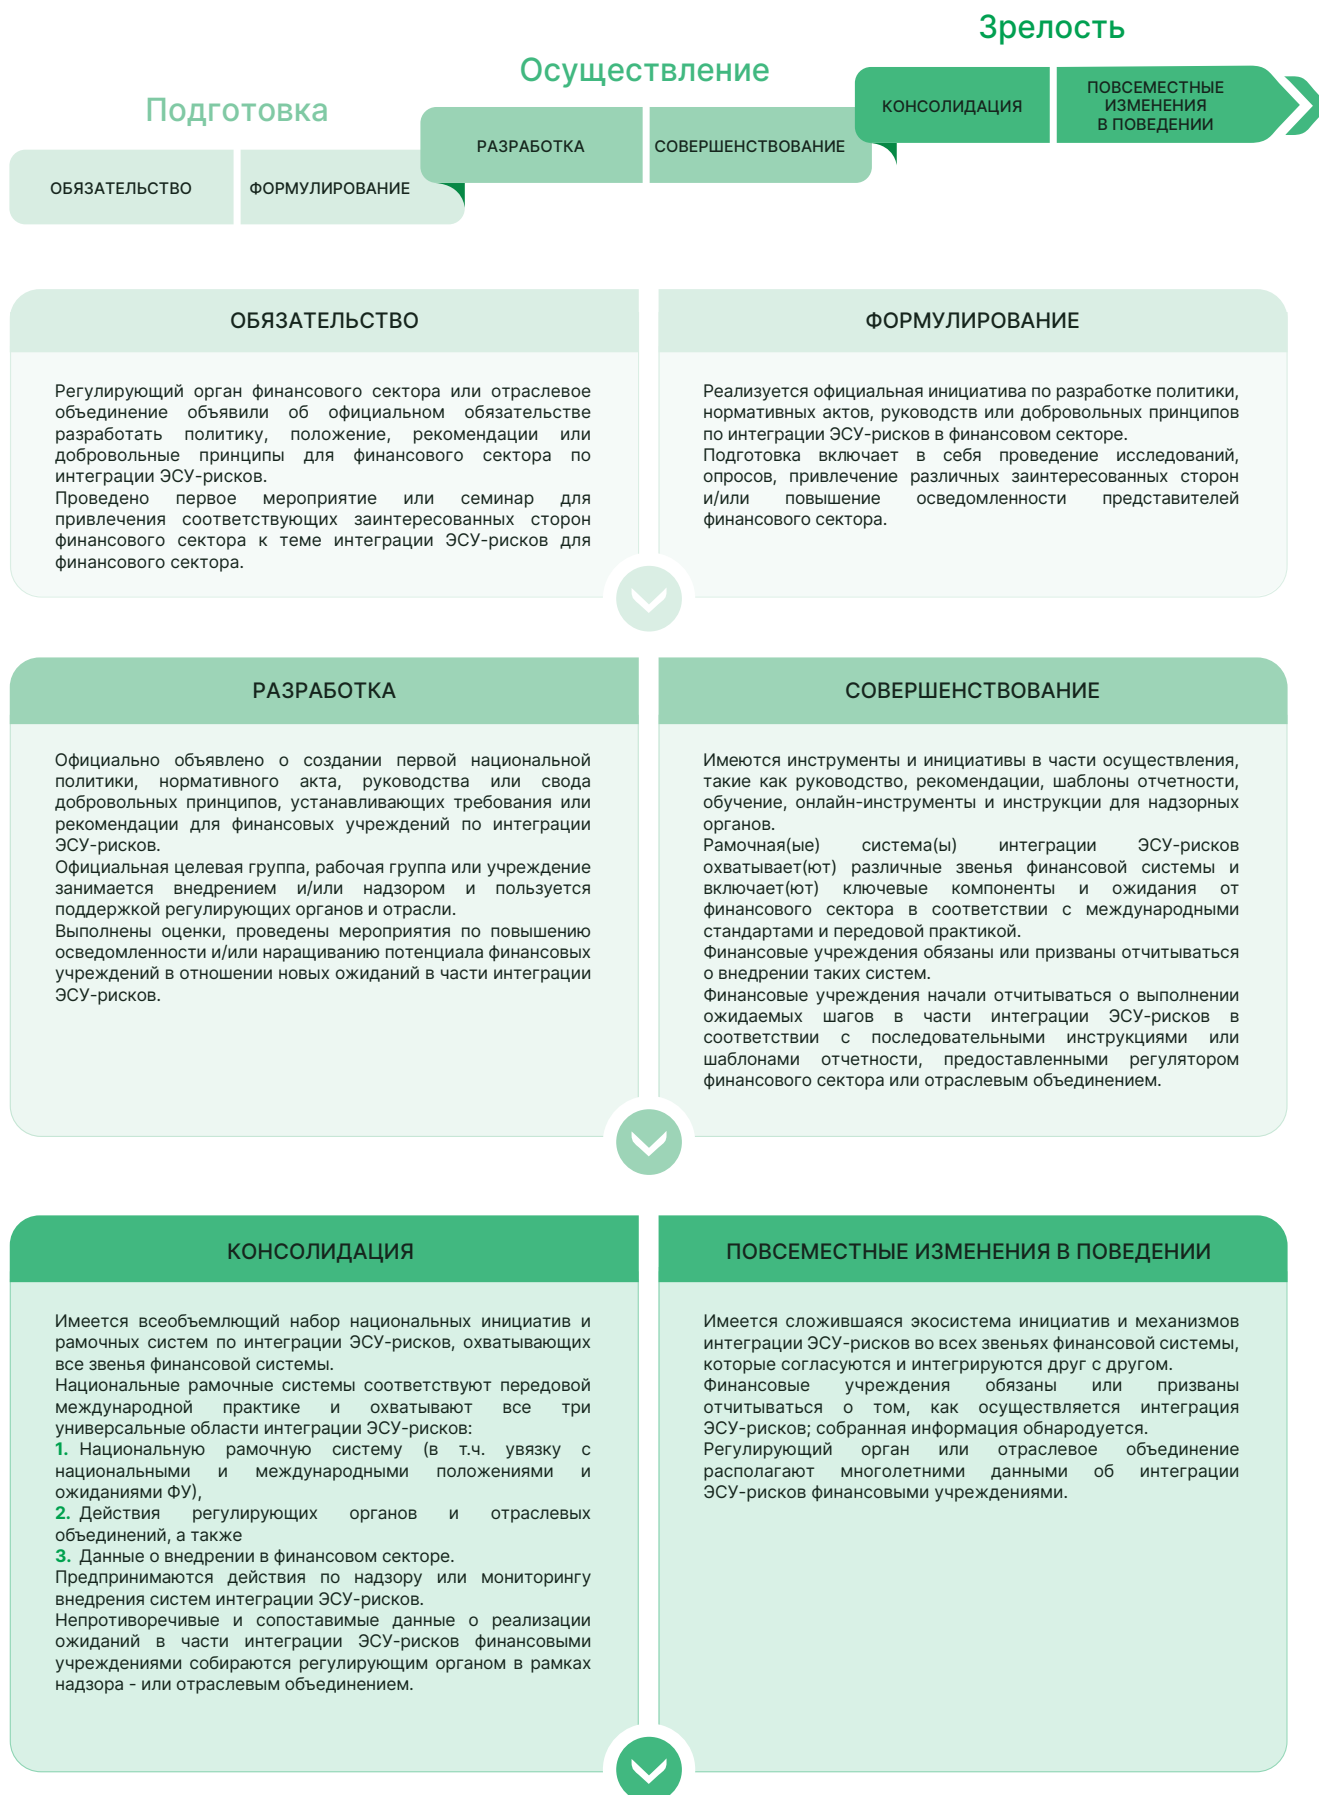 Зрелость
Осуществление
Подготовка
КОНСОЛИДАЦИЯ
ПОВСЕМЕСТНЫЕ
ИЗМЕНЕНИЯ
В ПОВЕДЕНИИ
РАЗРАБОТКА
СОВЕРШЕНСТВОВАНИЕ
ОБЯЗАТЕЛЬСТВО
ФОРМУЛИРОВАНИЕ
ОБЯЗАТЕЛЬСТВО
Регулирующий орган финансового сектора или отраслевое
объединение объявили об официальном обязательстве
разработать политику, положение, рекомендации или
добровольные принципы для финансового сектора по
интеграции ЭСУ-рисков.
Проведено первое мероприятие или семинар для
привлечения соответствующих заинтересованных сторон
финансового сектора к теме интеграции ЭСУ-рисков для
финансового сектора.
ФОРМУЛИРОВАНИЕ
Реализуется официальная инициатива по разработке политики,
нормативных актов, руководств или добровольных принципов
по интеграции ЭСУ-рисков в финансовом секторе.
Подготовка включает в себя проведение исследований,
опросов, привлечение различных заинтересованных сторон
и/или повышение осведомленности представителей
финансового сектора.
РАЗРАБОТКА
Официально объявлено о создании первой национальной
политики, нормативного акта, руководства или свода
добровольных принципов, устанавливающих требования или
рекомендации для финансовых учреждений по интеграции
ЭСУ-рисков.
Официальная целевая группа, рабочая группа или учреждение
занимается внедрением и/или надзором и пользуется
поддержкой регулирующих органов и отрасли.
Выполнены оценки, проведены мероприятия по повышению
осведомленности и/или наращиванию потенциала финансовых
учреждений в отношении новых ожиданий в части интеграции
ЭСУ-рисков.
СОВЕРШЕНСТВОВАНИЕ
Имеются инструменты и инициативы в части осуществления,
такие как руководство, рекомендации, шаблоны отчетности,
обучение, онлайн-инструменты и инструкции для надзорных
органов.
Рамочная(ые) система(ы) интеграции ЭСУ-рисков
охватывает(ют) различные звенья финансовой системы и
включает(ют) ключевые компоненты и ожидания от
финансового сектора в соответствии с международными
стандартами и передовой практикой.
Финансовые учреждения обязаны или призваны отчитываться
о внедрении таких систем.
Финансовые учреждения начали отчитываться о выполнении
ожидаемых шагов в части интеграции ЭСУ-рисков в
соответствии с последовательными инструкциями или
шаблонами отчетности, предоставленными регулятором
финансового сектора или отраслевым объединением.
КОНСОЛИДАЦИЯ
Имеется всеобъемлющий набор национальных инициатив и
рамочных систем по интеграции ЭСУ-рисков, охватывающих
все звенья финансовой системы.
Национальные рамочные системы соответствуют передовой
международной практике и охватывают все три
универсальные области интеграции ЭСУ-рисков:
1. Национальную рамочную систему (в т.ч. увязку с
национальными и международными положениями и
ожиданиями ФУ),
2. Действия регулирующих органов и отраслевых
объединений, а также
3. Данные о внедрении в финансовом секторе.
Предпринимаются действия по надзору или мониторингу
внедрения систем интеграции ЭСУ-рисков.
Непротиворечивые и сопоставимые данные о реализации
ожиданий в части интеграции ЭСУ-рисков финансовыми
учреждениями собираются регулирующим органом в рамках
надзора - или отраслевым объединением.
ПОВСЕМЕСТНЫЕ ИЗМЕНЕНИЯ В ПОВЕДЕНИИ
Имеется сложившаяся экосистема инициатив и механизмов
интеграции ЭСУ-рисков во всех звеньях финансовой системы,
которые согласуются и интегрируются друг с другом.
Финансовые учреждения обязаны или призваны
отчитываться о том, как осуществляется интеграция
ЭСУ-рисков; собранная информация обнародуется.
Регулирующий орган или отраслевое объединение
располагают многолетними данными об интеграции
ЭСУ-рисков финансовыми учреждениями.